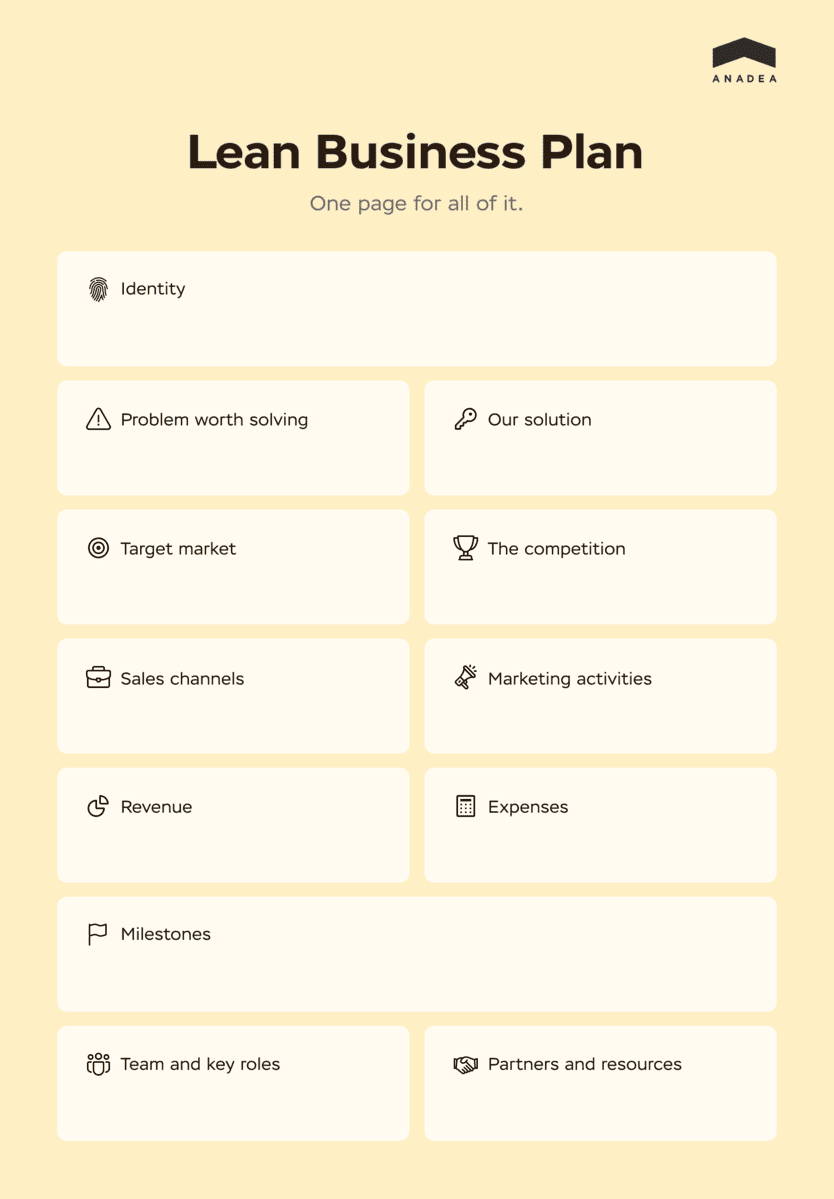 ANADEA
Lean Business Plan
One page for all of it.
Identity
Problem worth solving
Our solution
Target market
The competition
Sales channels
Marketing activities
Revenue
Expenses
Milestones
Team and key roles
Partners and resources